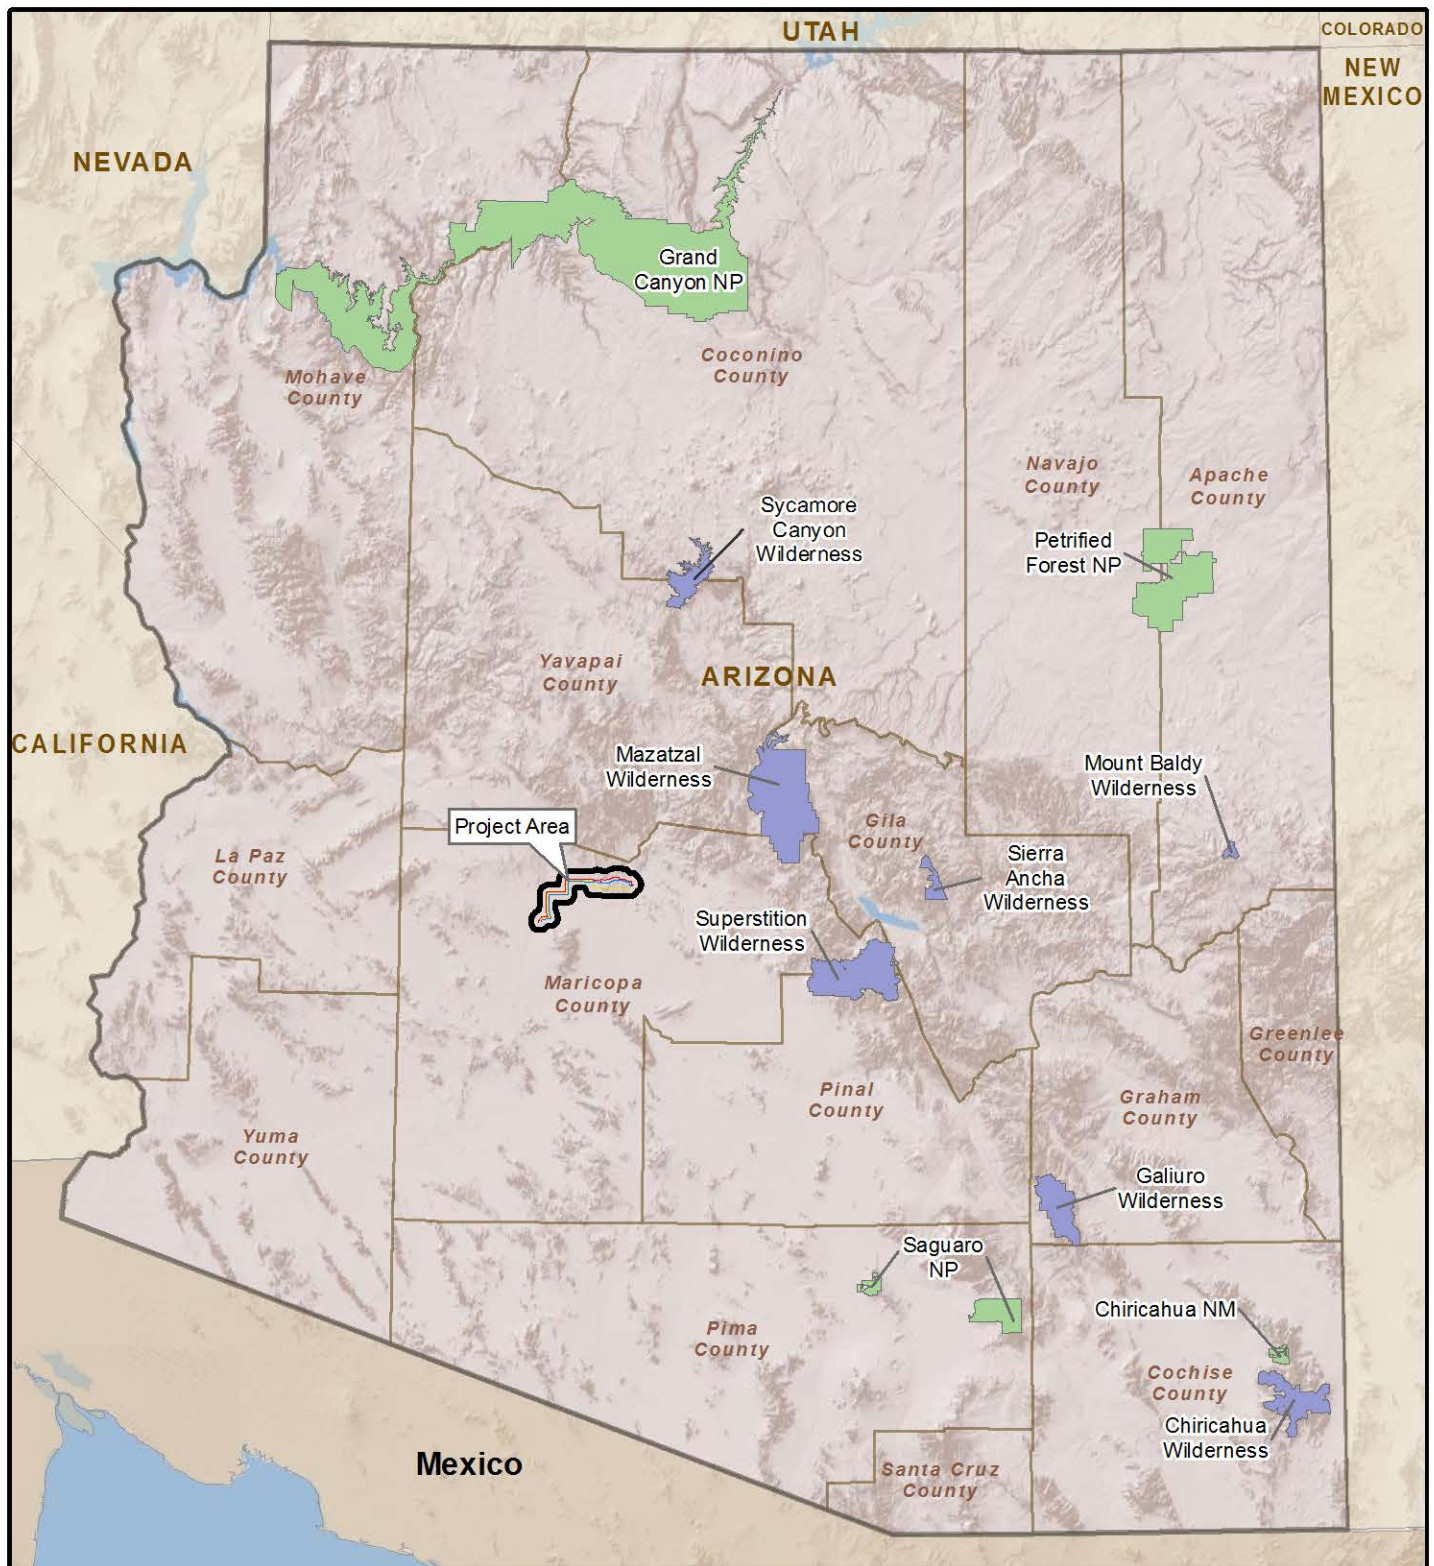 UTAH
COLORADO
NEW
MEXICO
NEVADA
Grand
Canyon NP
Coconino
County
Mohave
County
Navajo
County
Apache
County
Sycamore
Canyon
Wilderness
Petrified
Forest NP
Yavapai
County
ARIZONA
CALIFORNIA
Mazatzal
Wilderness
Mount Baldy
Wilderness
Project Area
Gila
County
La Paz
County
Sierra
Ancha
Wilderness
Superstition
Wilderness
Maricopa
County
Greenlee
County
Pinal
County
Graham
County
Yuma
County
Galiuro
Wilderness
Saguaro
NP
Chiricahua NM
Pima
County
Cochise
County
Chiricahua
Wilderness
Mexico
Santa Cruz
County